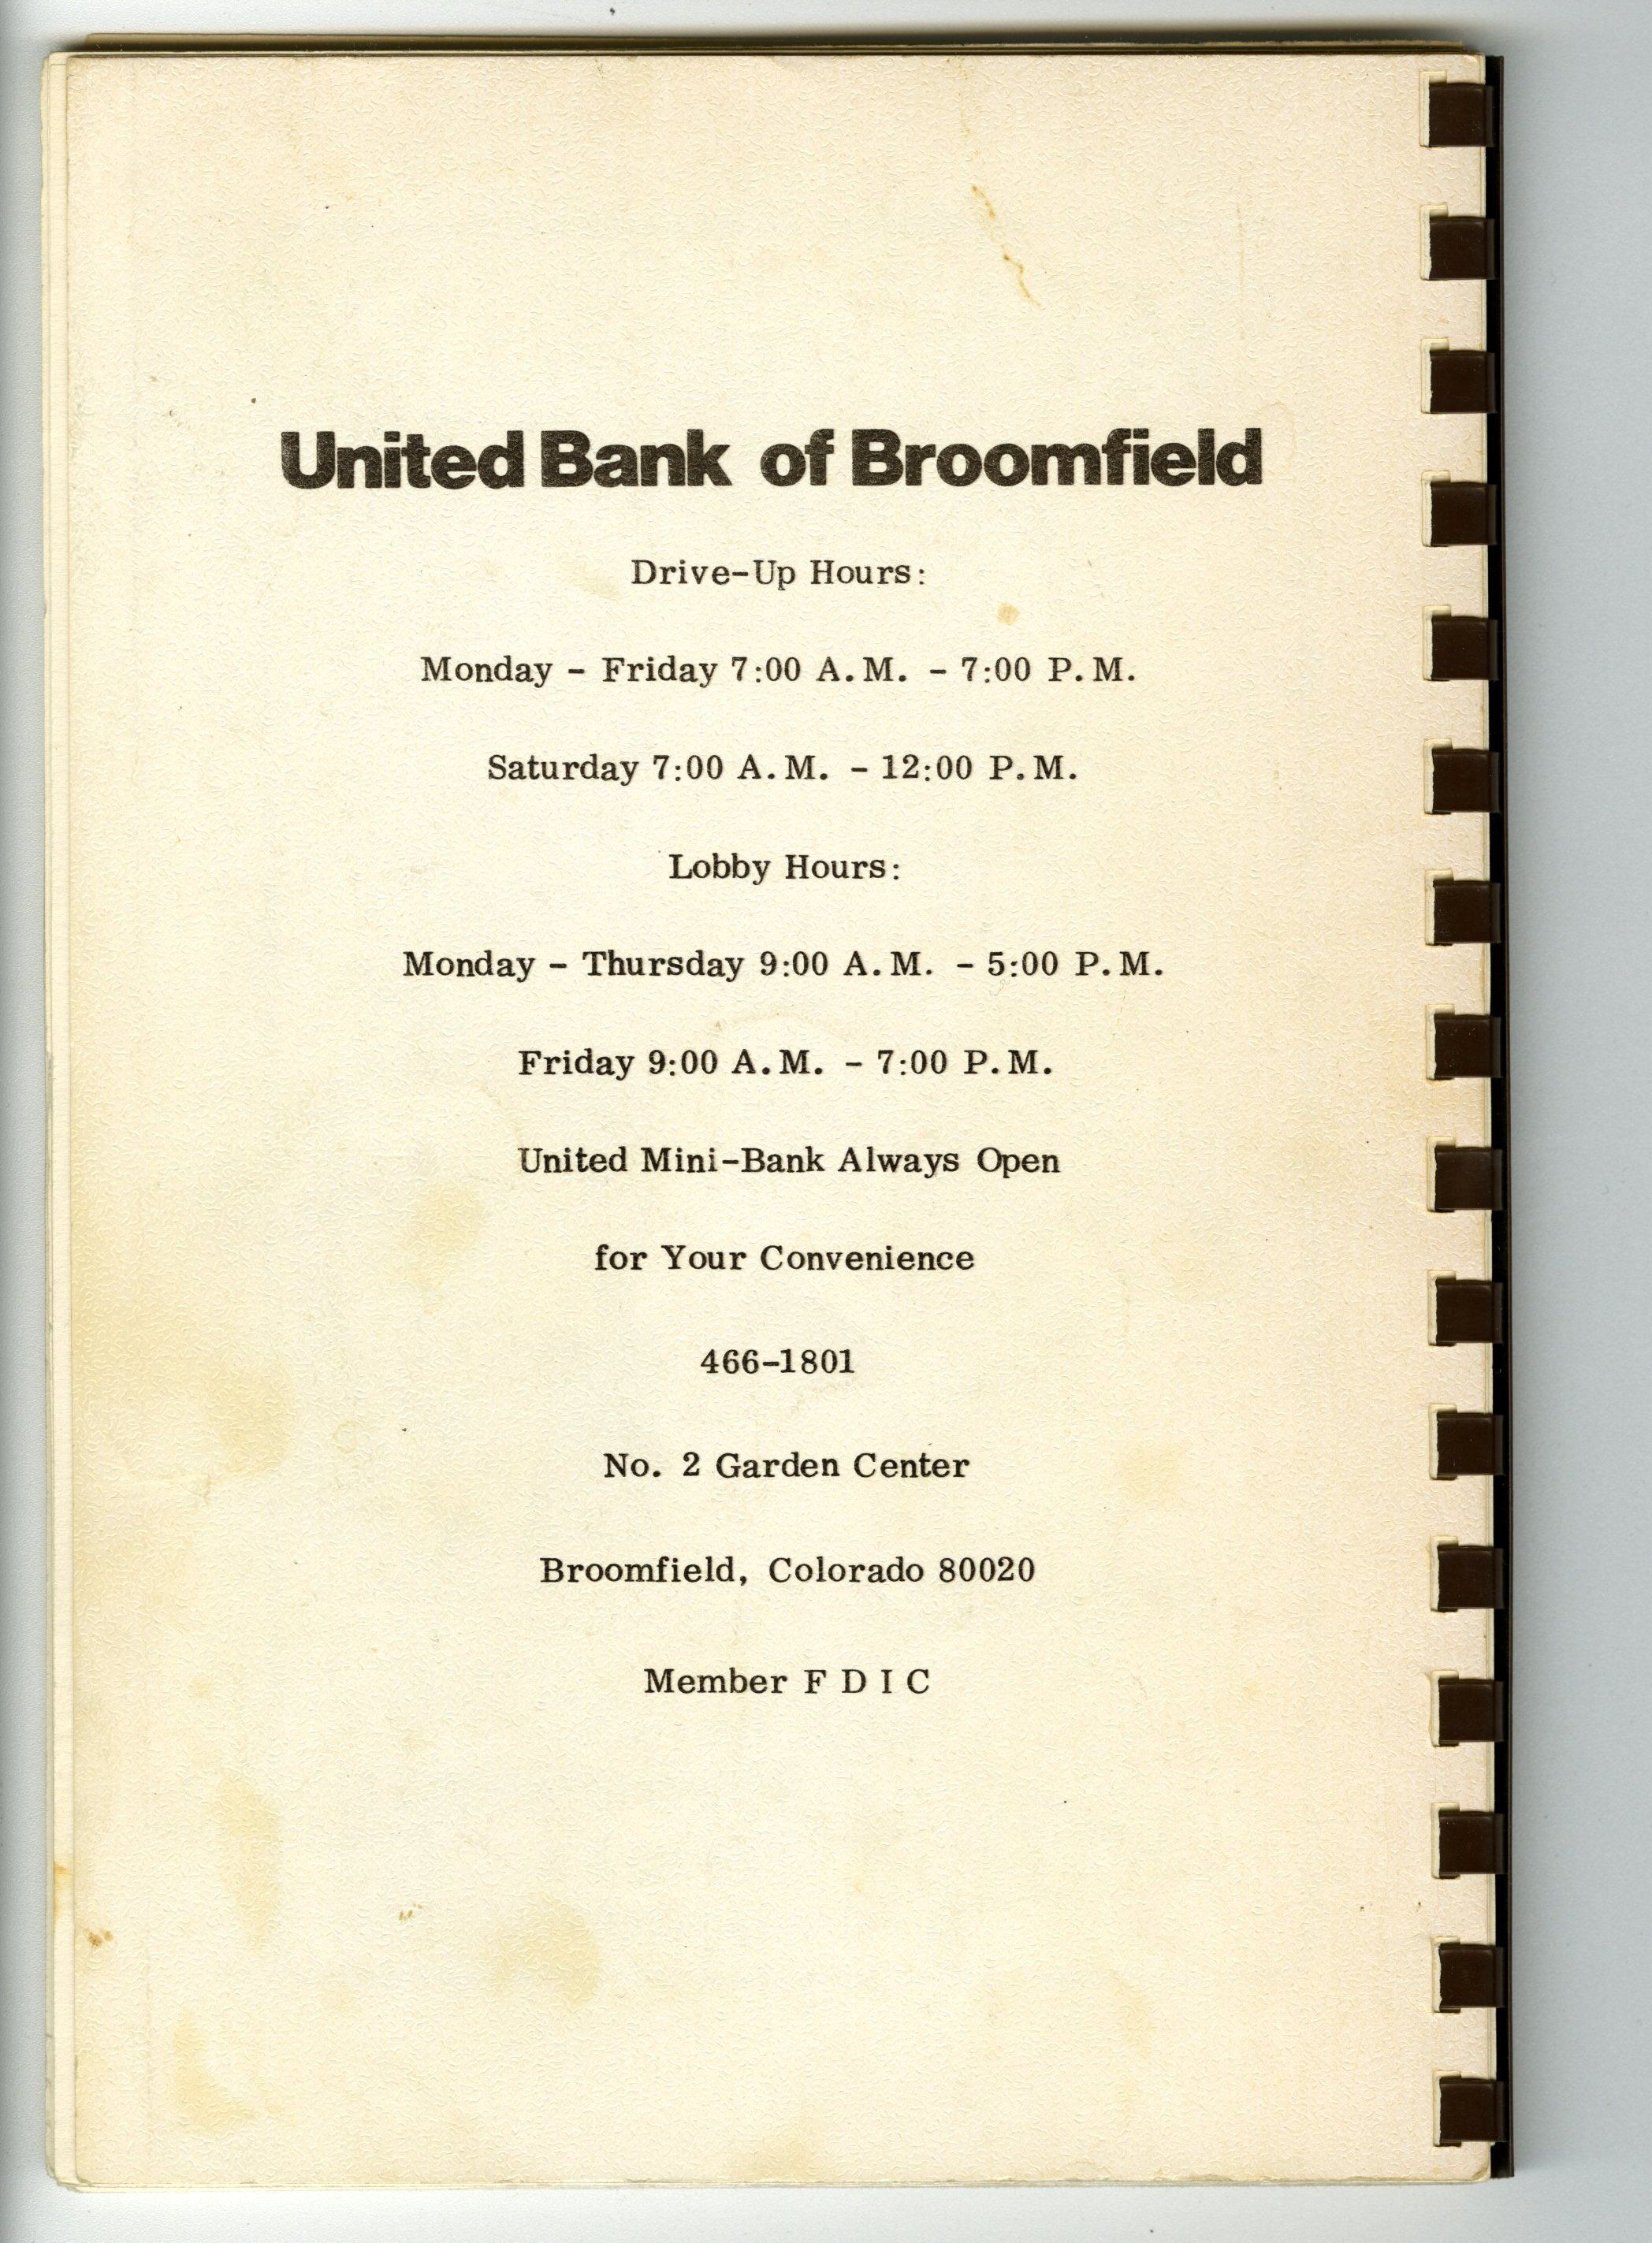 United Bank of Broomfield
Drive-Up Hours:
Monday - Friday 7:00 A.M. - 7:00 P.M.
Saturday 7:00 A.M. - 12:00 P.M.
Lobby Hours:
Monday - Thursday 9:00 A.M. - 5:00 P.M.
Friday 9:00 A.M. - 7:00 P.M.
United Mini-Bank Always Open
for Your Convenience
466-1801
No. 2 Garden Center
Broomfield, Colorado 80020
Member F D I C